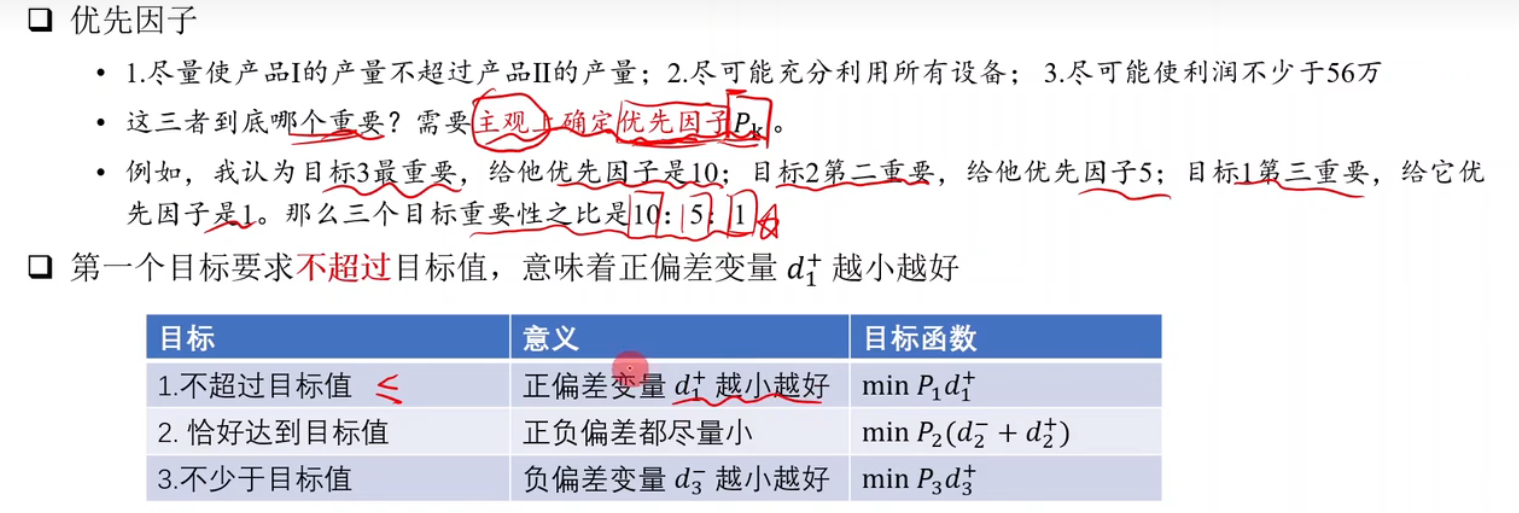 优先因子
1.尽量使产品I的产量不超过产品II的产量；2.尽可能充分利用所有设备； 3.尽可能使利润不少于56万
这三者到底哪个重要？需要主观上确定优先因子Pₖ。
例如，我认为目标3最重要，给他优先因子是10；目标2第二重要，给他优先因子5；目标1第三重要，给它优
先因子是1。那么三个目标重要性之比是10：5：1
第一个目标要求不超过目标值，意味着正偏差变量 d₁⁺ 越小越好
目标 意义 目标函数
1.不超过目标值 正偏差变量 d₁⁺ 越小越好 min P₁d₁⁺
2. 恰好达到目标值 正负偏差都尽量小 min P₂(d₂⁻ + d₂⁺)
3.不少于目标值 负偏差变量 d₃⁻ 越小越好 min P₃d₃⁺